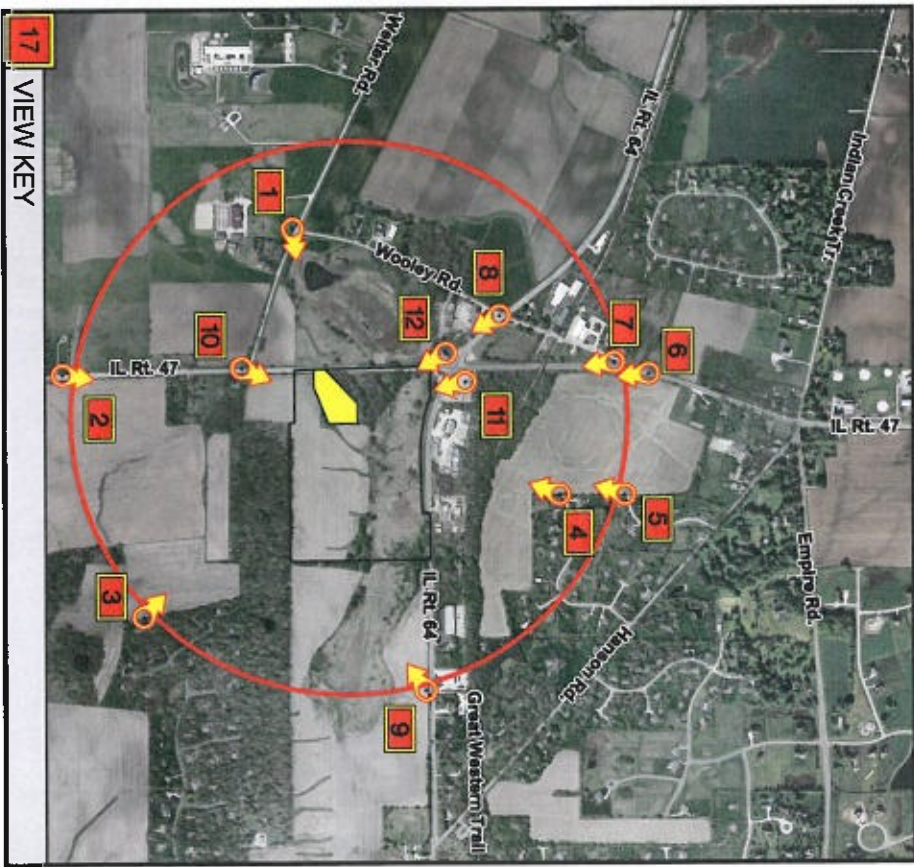 17
VIEW KEY
Welter Rd.
IL Rt. 64
Indian Creek Tr.
1
Wooley Rd.
8
12
7
6
10
IL Rt. 47
2
11
IL Rt. 47
5
4
Empire Rd.
3
IL Rt. 64
Hanson Rd.
9
Great Western Trail